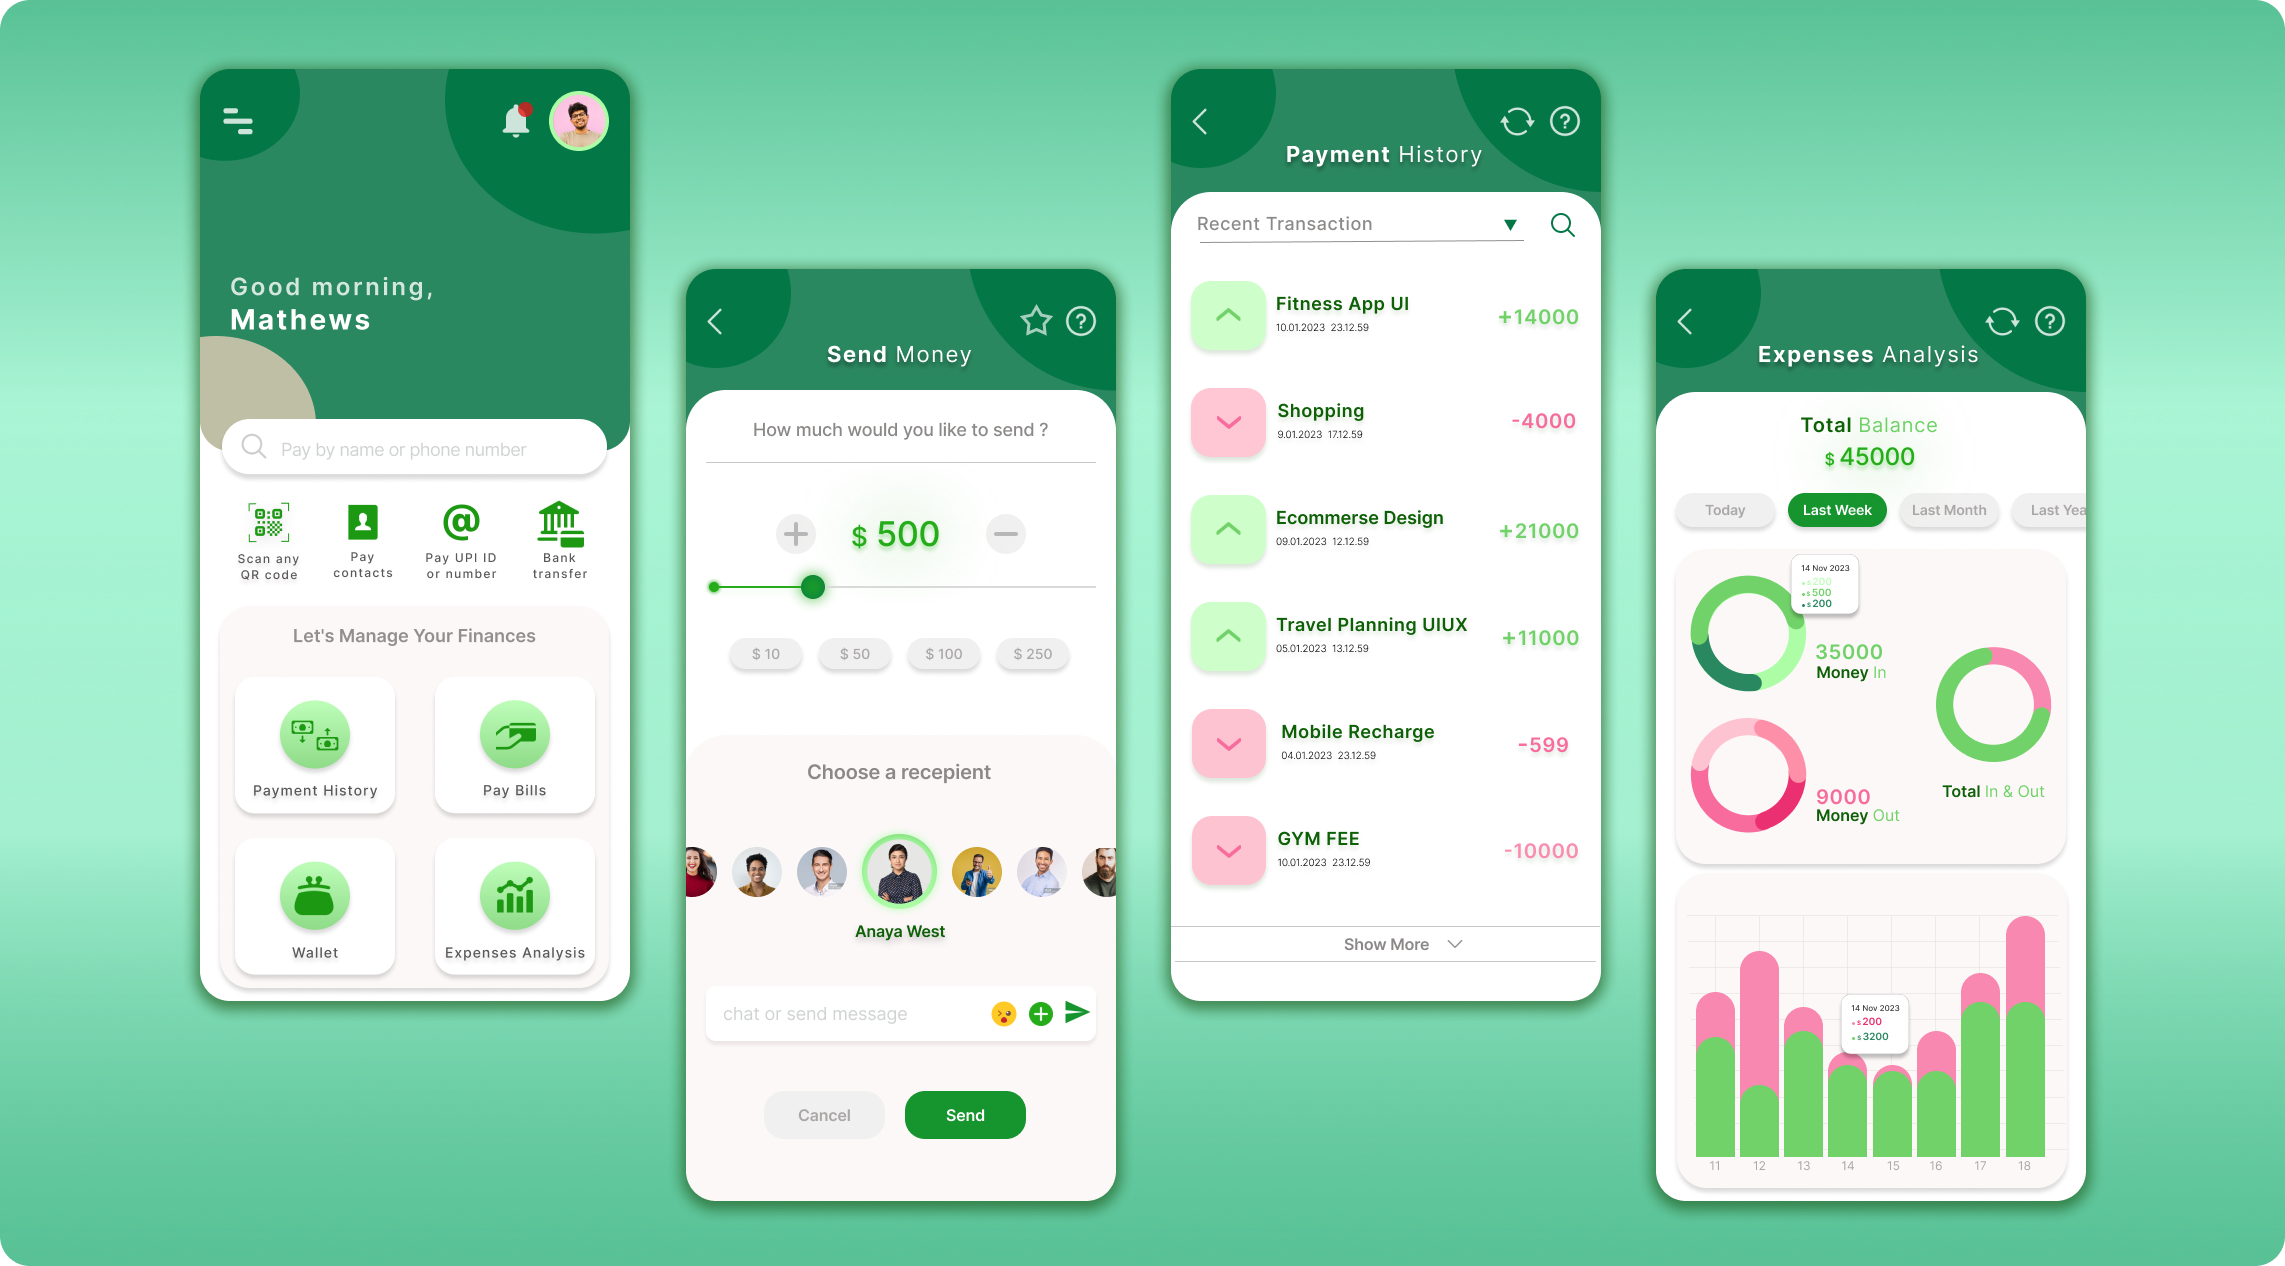 Good morning,
Mathews
Pay by name or phone number
Scan any
QR code
Pay
contacts
@
Pay UPI ID
or number
Bank
transfer
Let's Manage Your Finances
Payment History
Pay Bills
Wallet
Expenses Analysis
?
Send Money
How much would you like to send ?
$ 500
$ 10
$ 50
$ 100
$ 250
Choose a recepient
Anaya West
chat or send message
Cancel
Send
?
Payment History
Recent Transaction
Fitness App UI
10.01.2023 23.12.59
+14000
Shopping
9.01.2023 17.12.59
-4000
Ecommerse Design
09.01.2023 12.12.59
+21000
Travel Planning UIUX
05.01.2023 13.12.59
+11000
Mobile Recharge
04.01.2023 23.12.59
-599
GYM FEE
10.01.2023 23.12.59
-10000
Show More
?
Expenses Analysis
Total Balance
$ 45000
Today
Last Week
Last Month
Last Yea
14 Nov 2023
$ 200
$ 500
$ 200
35000
Money In
9000
Money Out
Total In & Out
14 Nov 2023
$ 200
$ 3200
11 12 13 14 15 16 17 18